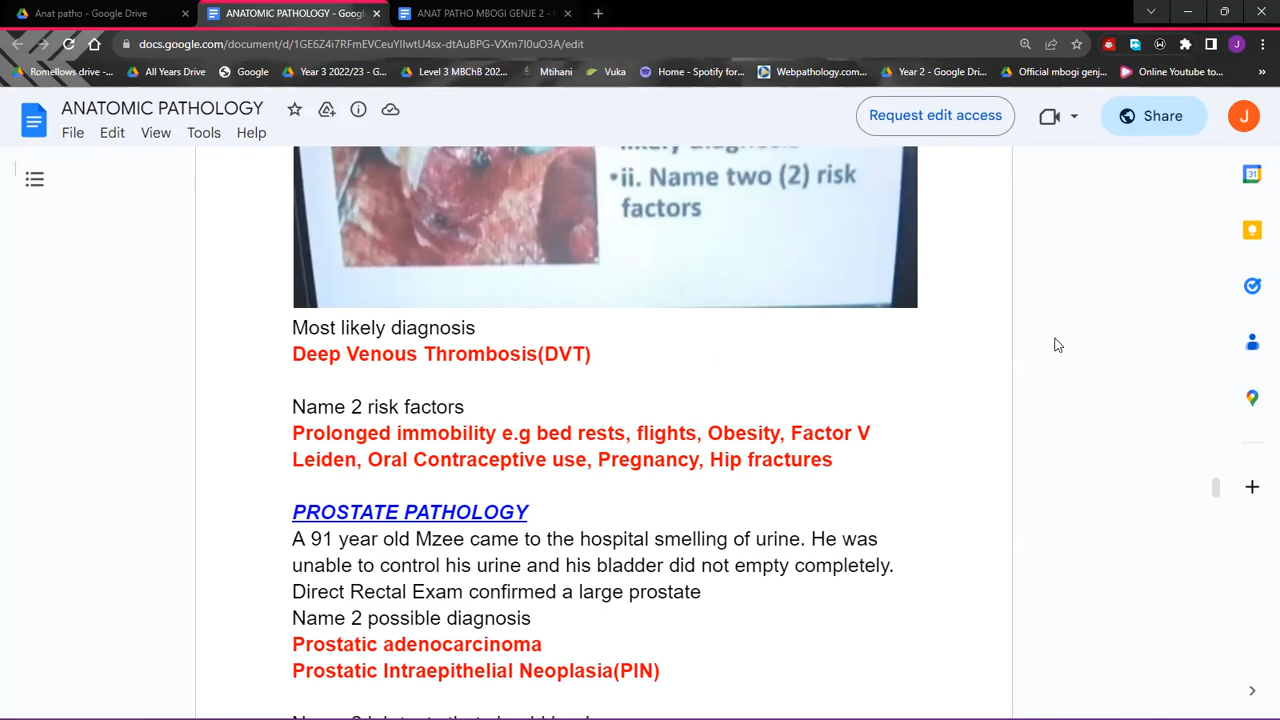 Anat patho - Google Drive
ANATOMIC PATHOLOGY - Googl
ANAT PATHO MBOGI GENJE 2 -
docs.google.com/document/d/1GE6Z4i7RFmEVCeuYlIwtU4sx-dtAuBPG-VXm7I0uO3A/edit
Romellows drive -...
All Years Drive
Google
Year 3 2022/23 - G...
Level 3 MBChB 202...
Mtihani
Vuka
Home - Spotify for...
Webpathology.com...
Year 2 - Google Dri...
Official mbogi genj...
Online Youtube to...
ANATOMIC PATHOLOGY
File Edit View Tools Help
Request edit access
Share
J
likely diagnosis
•ii. Name two (2) risk
factors
Most likely diagnosis
Deep Venous Thrombosis(DVT)
Name 2 risk factors
Prolonged immobility e.g bed rests, flights, Obesity, Factor V
Leiden, Oral Contraceptive use, Pregnancy, Hip fractures
PROSTATE PATHOLOGY
A 91 year old Mzee came to the hospital smelling of urine. He was
unable to control his urine and his bladder did not empty completely.
Direct Rectal Exam confirmed a large prostate
Name 2 possible diagnosis
Prostatic adenocarcinoma
Prostatic Intraepithelial Neoplasia(PIN)